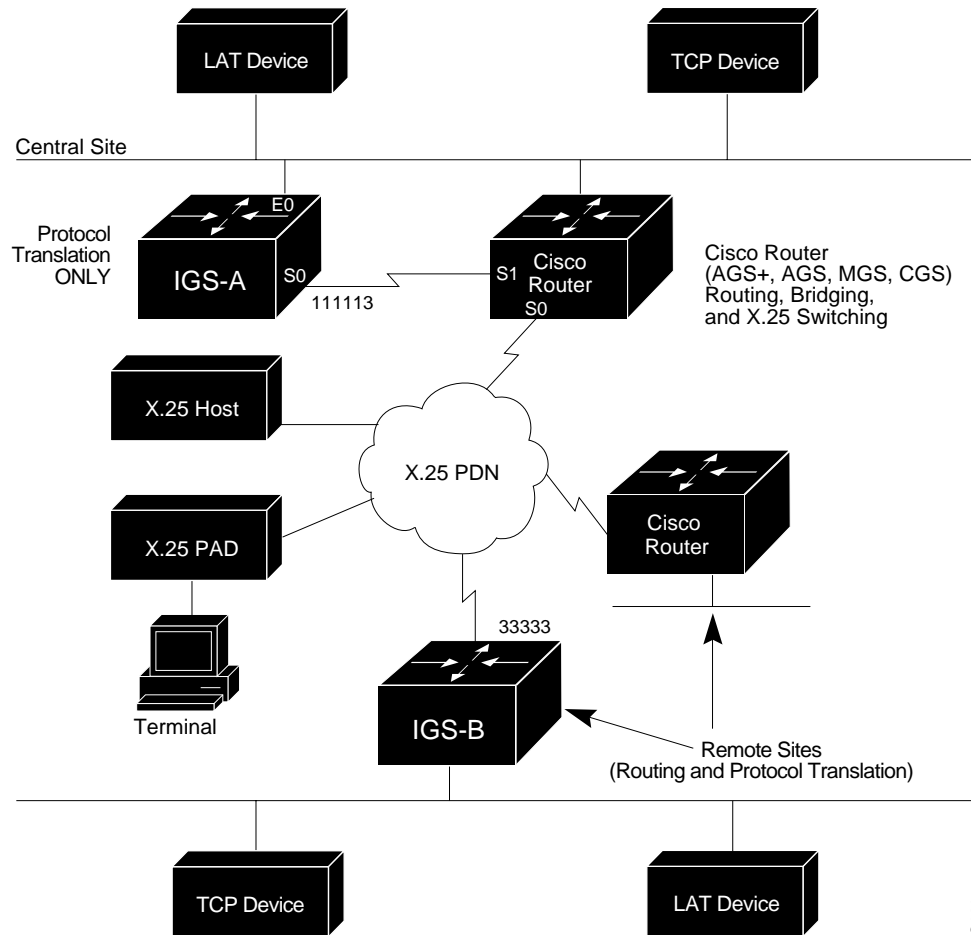 LAT Device
TCP Device
Central Site
E0
Protocol
Translation
ONLY
IGS-A
S0
111113
S1
Cisco
Router
S0
Cisco Router
(AGS+, AGS, MGS, CGS)
Routing, Bridging,
and X.25 Switching
X.25 Host
X.25 PDN
X.25 PAD
Cisco
Router
33333
Terminal
IGS-B
Remote Sites
(Routing and Protocol Translation)
TCP Device
LAT Device